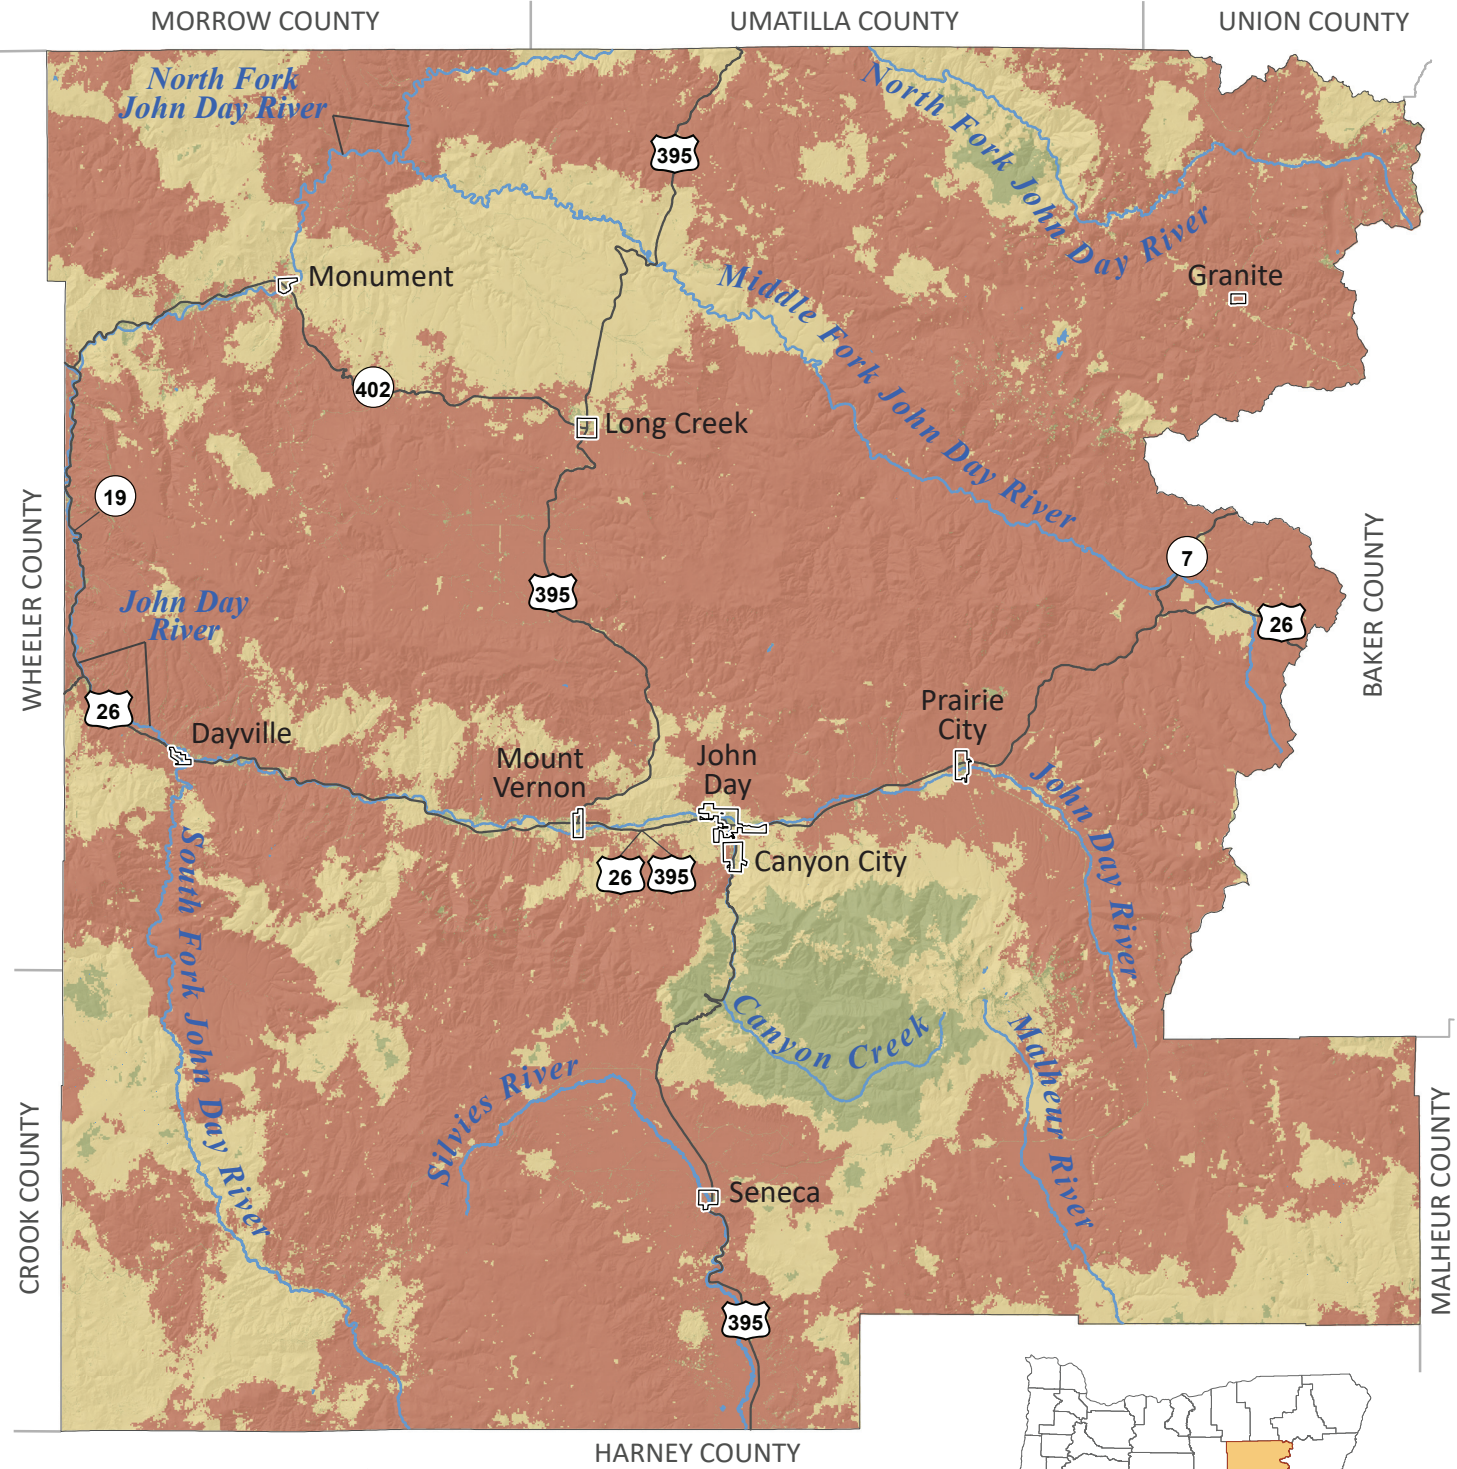 MORROW COUNTY
UMATILLA COUNTY
UNION COUNTY
North Fork
John Day River
North Fork John Day River
395
Monument
Granite
Middle Fork John Day River
402
Long Creek
19
WHEELER COUNTY
7
BAKER COUNTY
395
John Day
River
26
26
Dayville
Prairie
City
Mount
Vernon
John
Day
John Day River
26
395
Canyon City
South Fork John Day River
Canyon Creek
Malheur River
Silvies River
CROOK COUNTY
MALHEUR COUNTY
Seneca
395
HARNEY COUNTY